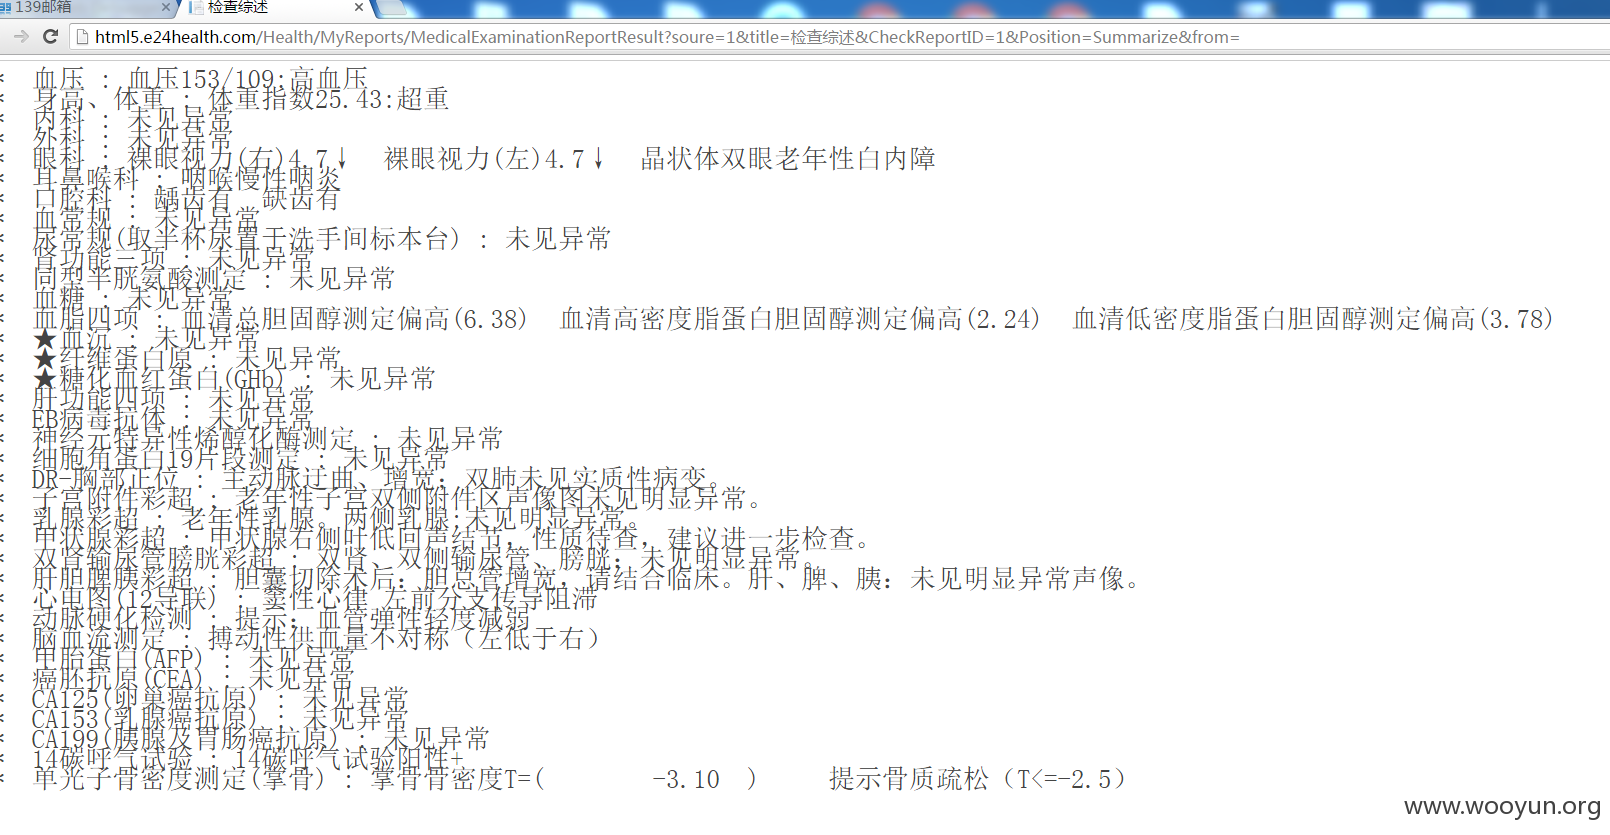 139邮箱
检查综述
html5.e24health.com/Health/MyReports/MedicalExaminationReportResult?soure=1&title=检查综述&CheckReportID=1&Position=Summarize&from=
血压 : 血压153/109:高血压
身高、体重 : 体重指数25.43:超重
内科 : 未见异常
外科 : 未见异常
眼科 : 裸眼视力(右)4.7↓ 裸眼视力(左)4.7↓ 晶状体双眼老年性白内障
耳鼻喉科 : 咽喉慢性咽炎
口腔科 : 龋齿有 缺齿有
血常规 : 未见异常
尿常规(取半杯尿置于洗手间标本台) : 未见异常
肾功能三项 : 未见异常
同型半胱氨酸测定 : 未见异常
血糖 : 未见异常
血脂四项 : 血清总胆固醇测定偏高(6.38) 血清高密度脂蛋白胆固醇测定偏高(2.24) 血清低密度脂蛋白胆固醇测定偏高(3.78)
★血沉 : 未见异常
★纤维蛋白原 : 未见异常
★糖化血红蛋白(GHb) : 未见异常
肝功能四项 : 未见异常
EB病毒抗体 : 未见异常
神经元特异性烯醇化酶测定 : 未见异常
细胞角蛋白19片段测定 : 未见异常
DR-胸部正位 : 主动脉迂曲、增宽；双肺未见实质性病变。
子宫附件彩超 : 老年性子宫双侧附件区声像图未见明显异常。
乳腺彩超 : 老年性乳腺。两侧乳腺;未见明显异常。
甲状腺彩超 : 甲状腺右侧叶低回声结节，性质待查，建议进一步检查。
双肾输尿管膀胱彩超 : 双肾、双侧输尿管、膀胱；未见明显异常。
肝胆脾胰彩超 : 胆囊切除术后；胆总管增宽，请结合临床。肝、脾、胰：未见明显异常声像。
心电图(12导联) : 窦性心律 左前分支传导阻滞
动脉硬化检测 : 提示：血管弹性轻度减弱
脑血流测定 : 搏动性供血量不对称（左低于右）
甲胎蛋白(AFP) : 未见异常
癌胚抗原(CEA) : 未见异常
CA125(卵巢癌抗原) : 未见异常
CA153(乳腺癌抗原) : 未见异常
CA199(胰腺及胃肠癌抗原) : 未见异常
14碳呼气试验 : 14碳呼气试验阳性+
单光子骨密度测定(掌骨) : 掌骨骨密度T=( -3.10 ) 提示骨质疏松（T<=-2.5）
www.wooyun.org